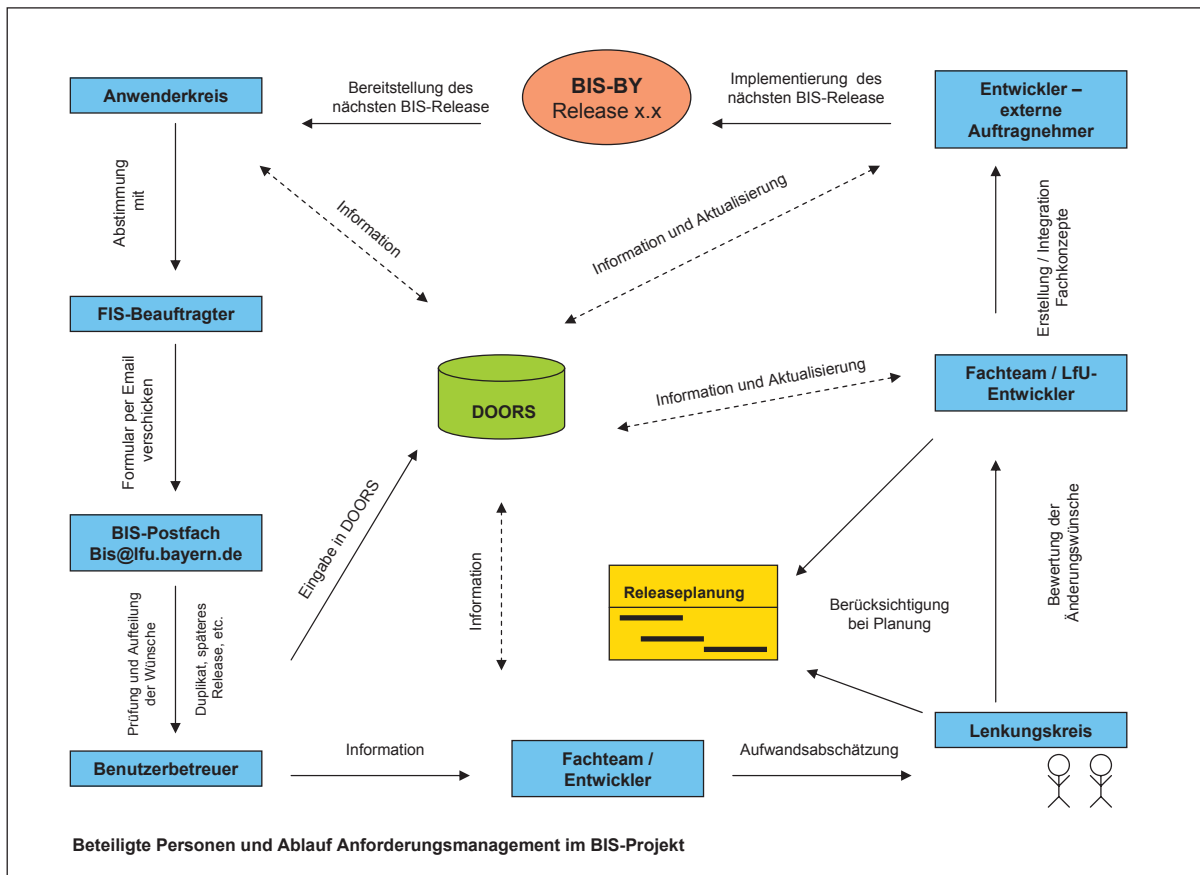 Anwenderkreis
Bereitstellung des
nächsten BIS-Release
BIS-BY
Release x.x
Implementierung des
nächsten BIS-Release
Entwickler –
externe
Auftragnehmer
Abstimmung
mit
Information
Information und Aktualisierung
Erstellung / Integration
Fachkonzepte
FIS-Beauftragter
Formular per Email
verschicken
DOORS
Information und Aktualisierung
Fachteam / LfU-
Entwickler
BIS-Postfach
Bis@lfu.bayern.de
Eingabe in DOORS
Information
Releaseplanung
Berücksichtigung
bei Planung
Bewertung der
Änderungswünsche
Prüfung und Aufteilung
der Wünsche
Duplikat, späteres
Release, etc.
Benutzerbetreuer
Information
Fachteam /
Entwickler
Aufwandsabschätzung
Lenkungskreis
Beteiligte Personen und Ablauf Anforderungsmanagement im BIS-Projekt